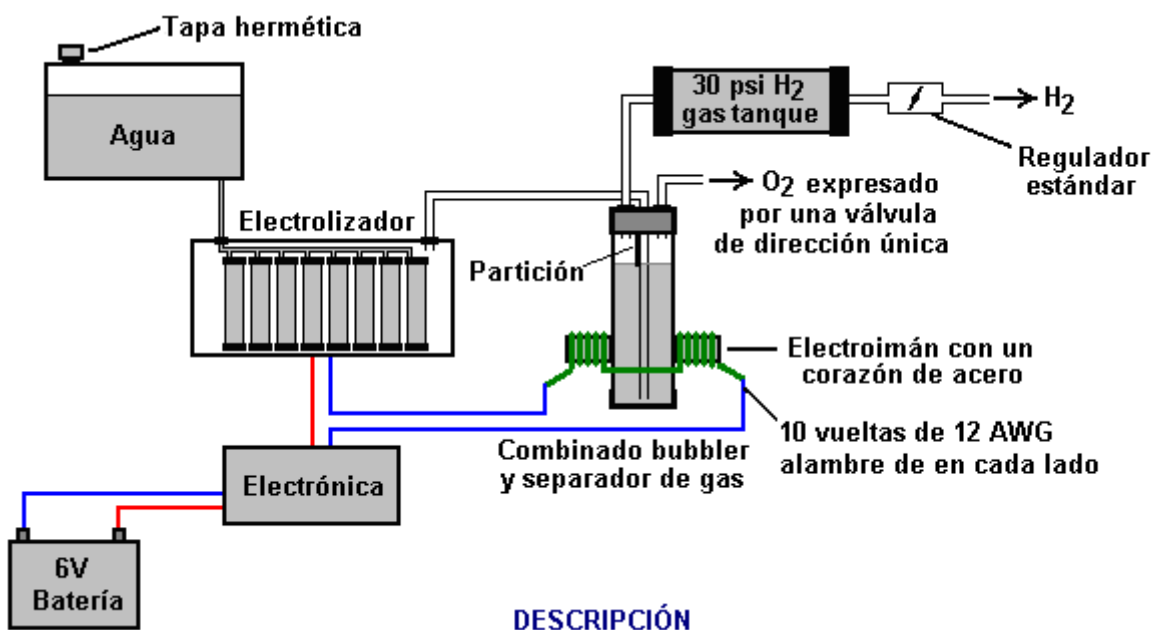 Tapa hermética
Agua
30 psi H2
gas tanque
H2
Regulador
estándar
O2 expresado
por una válvula
de dirección única
Electrolizador
Partición
Electroimán con un
corazón de acero
10 vueltas de 12 AWG
alambre de en cada lado
Combinado bubbler
y separador de gas
Electrónica
6V
Batería
DESCRIPCIÓN